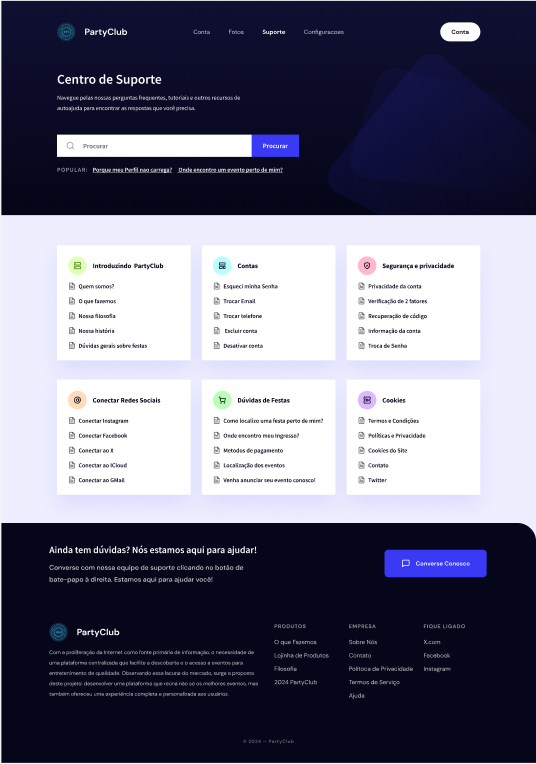 PartyClub
Conta
Fotos
Suporte
Configuracoes
Conta
Centro de Suporte
Navegue pelas nossas perguntas frequentes, tutoriais e outros recursos de
autoajuda para encontrar as respostas que você precisa.
Procurar
Procurar
POPULAR: Porque meu Perfil nao carrega? Onde encontro um evento perto de mim?
Introduzindo PartyClub
Quem somos?
O que fazemos
Nossa filosofia
Nossa história
Dúvidas gerais sobre festas
Contas
Esqueci minha Senha
Trocar Email
Trocar telefone
Excluir conta
Desativar conta
Segurança e privacidade
Privacidade da conta
Verificação de 2 fatores
Recuperação de código
Informação da conta
Troca de Senha
Conectar Redes Sociais
Conectar Instagram
Conectar Facebook
Conectar ao X
Conectar ao ICloud
Conectar ao GMail
Dúvidas de Festas
Como localizo uma festa perto de mim?
Onde encontro meu Ingresso?
Metodos de pagamento
Localização dos eventos
Venha anunciar seu evento conosco!
Cookies
Termos e Condições
Políticas e Privacidade
Cookies do Site
Contato
Twitter
Ainda tem dúvidas? Nós estamos aqui para ajudar!
Converse com nossa equipe de suporte clicando no botão de
bate-papo à direita. Estamos aqui para ajudar você!
Converse Conosco
PartyClub
Com a proliferação da Internet como fonte primária de informação, a necessidade de
uma plataforma centralizada que facilite a descoberta e o acesso a eventos para
entretenimento de qualidade. Observando essa lacuna do mercado, surge a proposta
deste projeto: desenvolver uma plataforma que reúna não só os melhores eventos, mas
também ofereceu uma experiência completa e personalizada aos usuários.
PRODUTOS
O que Fazemos
Lojinha de Produtos
Filosofia
2024 PartyClub
EMPRESA
Sobre Nós
Contato
Politoca de Privacidade
Termos de Serviço
Ajuda
FIQUE LIGADO
X.com
Facebook
Instagram
© 2024 — PartyClub